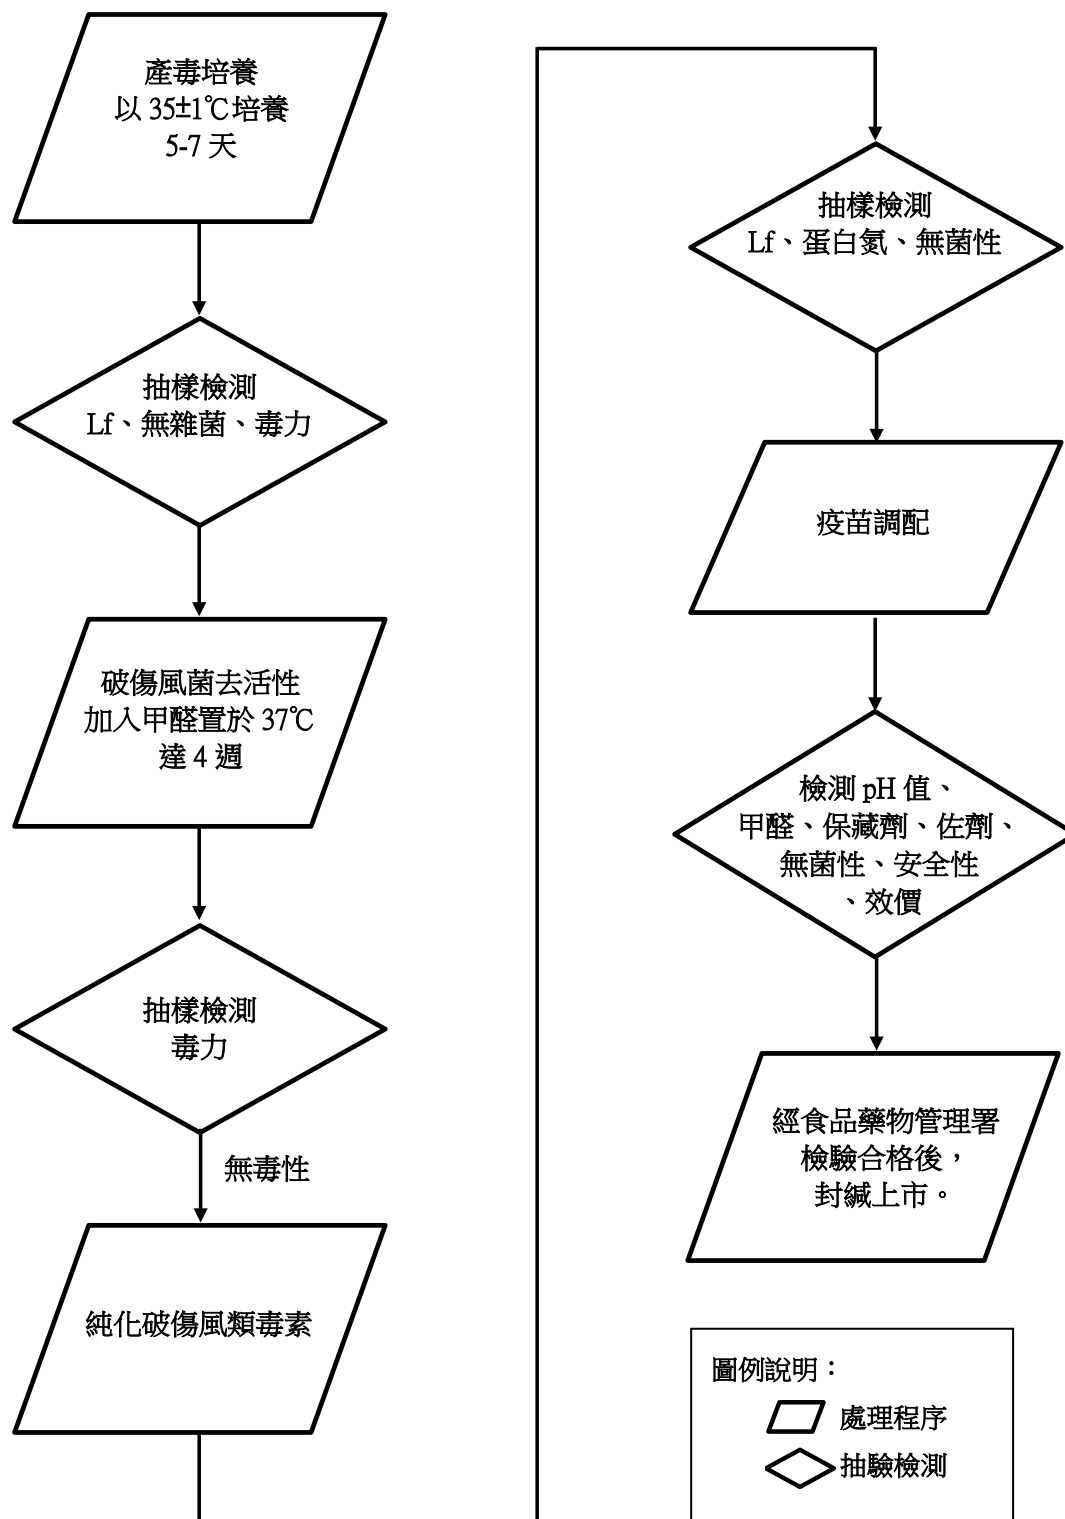 產毒培養
以 35±1℃培養
5-7 天
抽樣檢測
Lf、無雜菌、毒力
破傷風菌去活性
加入甲醛置於 37℃
達 4 週
抽樣檢測
毒力
無毒性
純化破傷風類毒素
抽樣檢測
Lf、蛋白氮、無菌性
疫苗調配
檢測 pH 值、
甲醛、保藏劑、佐劑、
無菌性、安全性
、效價
經食品藥物管理署
檢驗合格後，
封緘上市。
圖例說明：
處理程序
抽驗檢測